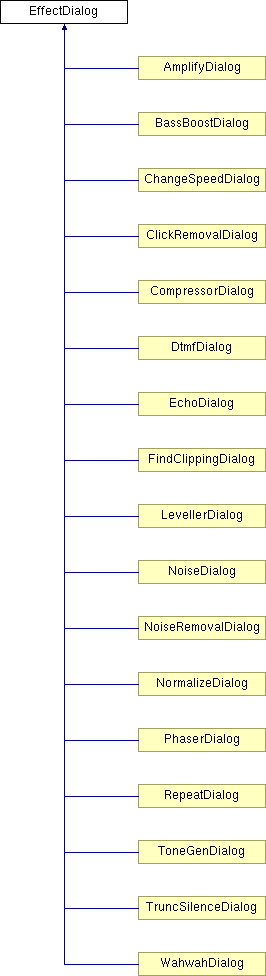 EffectDialog
AmplifyDialog
BassBoostDialog
ChangeSpeedDialog
ClickRemovalDialog
CompressorDialog
DtmfDialog
EchoDialog
FindClippingDialog
LevellerDialog
NoiseDialog
NoiseRemovalDialog
NormalizeDialog
PhaserDialog
RepeatDialog
ToneGenDialog
TruncSilenceDialog
WahwahDialog